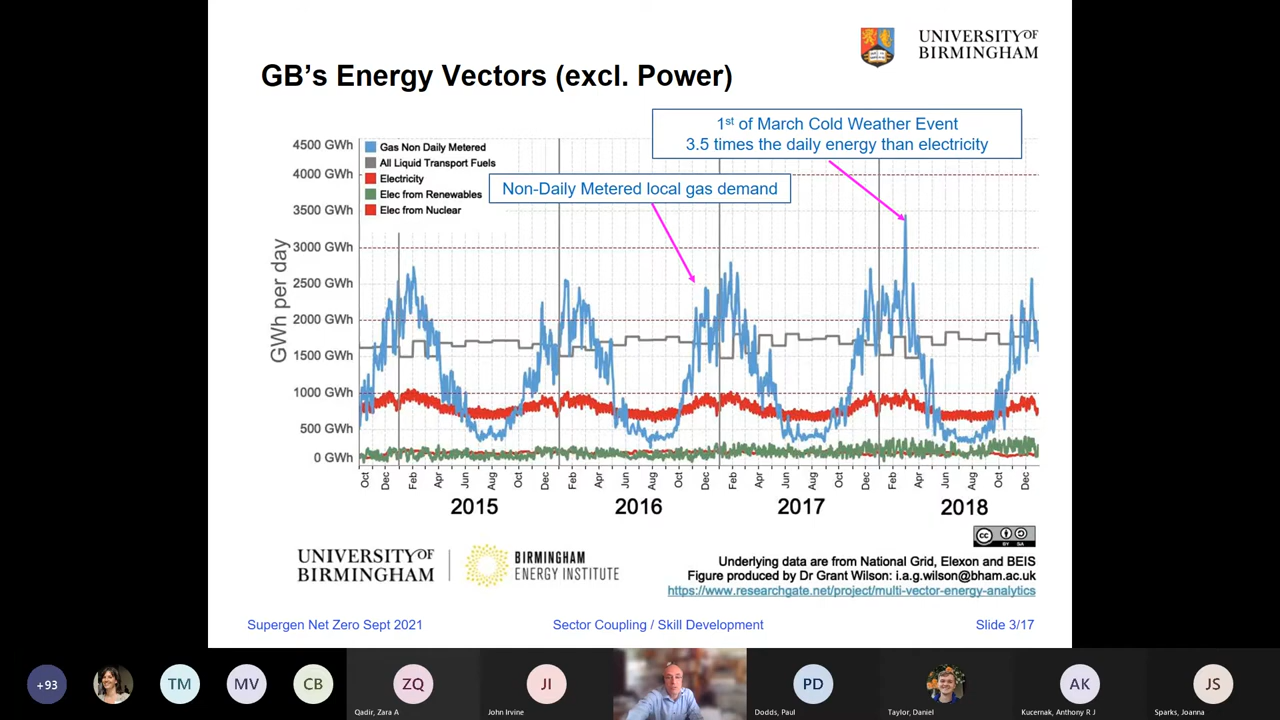 UNIVERSITY OF
BIRMINGHAM
GB's Energy Vectors (excl. Power)
1st of March Cold Weather Event
3.5 times the daily energy than electricity
Non-Daily Metered local gas demand
4500 GWh
4000 GWh
3500 GWh
3000 GWh
2500 GWh
2000 GWh
1500 GWh
1000 GWh
500 GWh
0 GWh
GWh per day
Gas Non Daily Metered
All Liquid Transport Fuels
Electricity
Elec from Renewables
Elec from Nuclear
Oct Dec Feb Apr Jun Aug Oct Dec Feb Apr Jun Aug Oct Dec Feb Apr Jun Aug Oct Dec Feb Apr Jun Aug Oct Dec
2015 2016 2017 2018
CC BY SA
UNIVERSITY OF
BIRMINGHAM
BIRMINGHAM
ENERGY INSTITUTE
Underlying data are from National Grid, Elexon and BEIS
Figure produced by Dr Grant Wilson: i.a.g.wilson@bham.ac.uk
https://www.researchgate.net/project/multi-vector-energy-analytics
Supergen Net Zero Sept 2021
Sector Coupling / Skill Development
Slide 3/17
+93
TM
MV
CB
ZQ
JI
PD
AK
JS
Qadir, Zara A
John Irvine
Dodds, Paul
Taylor, Daniel
Kucernak, Anthony R J
Sparks, Joanna